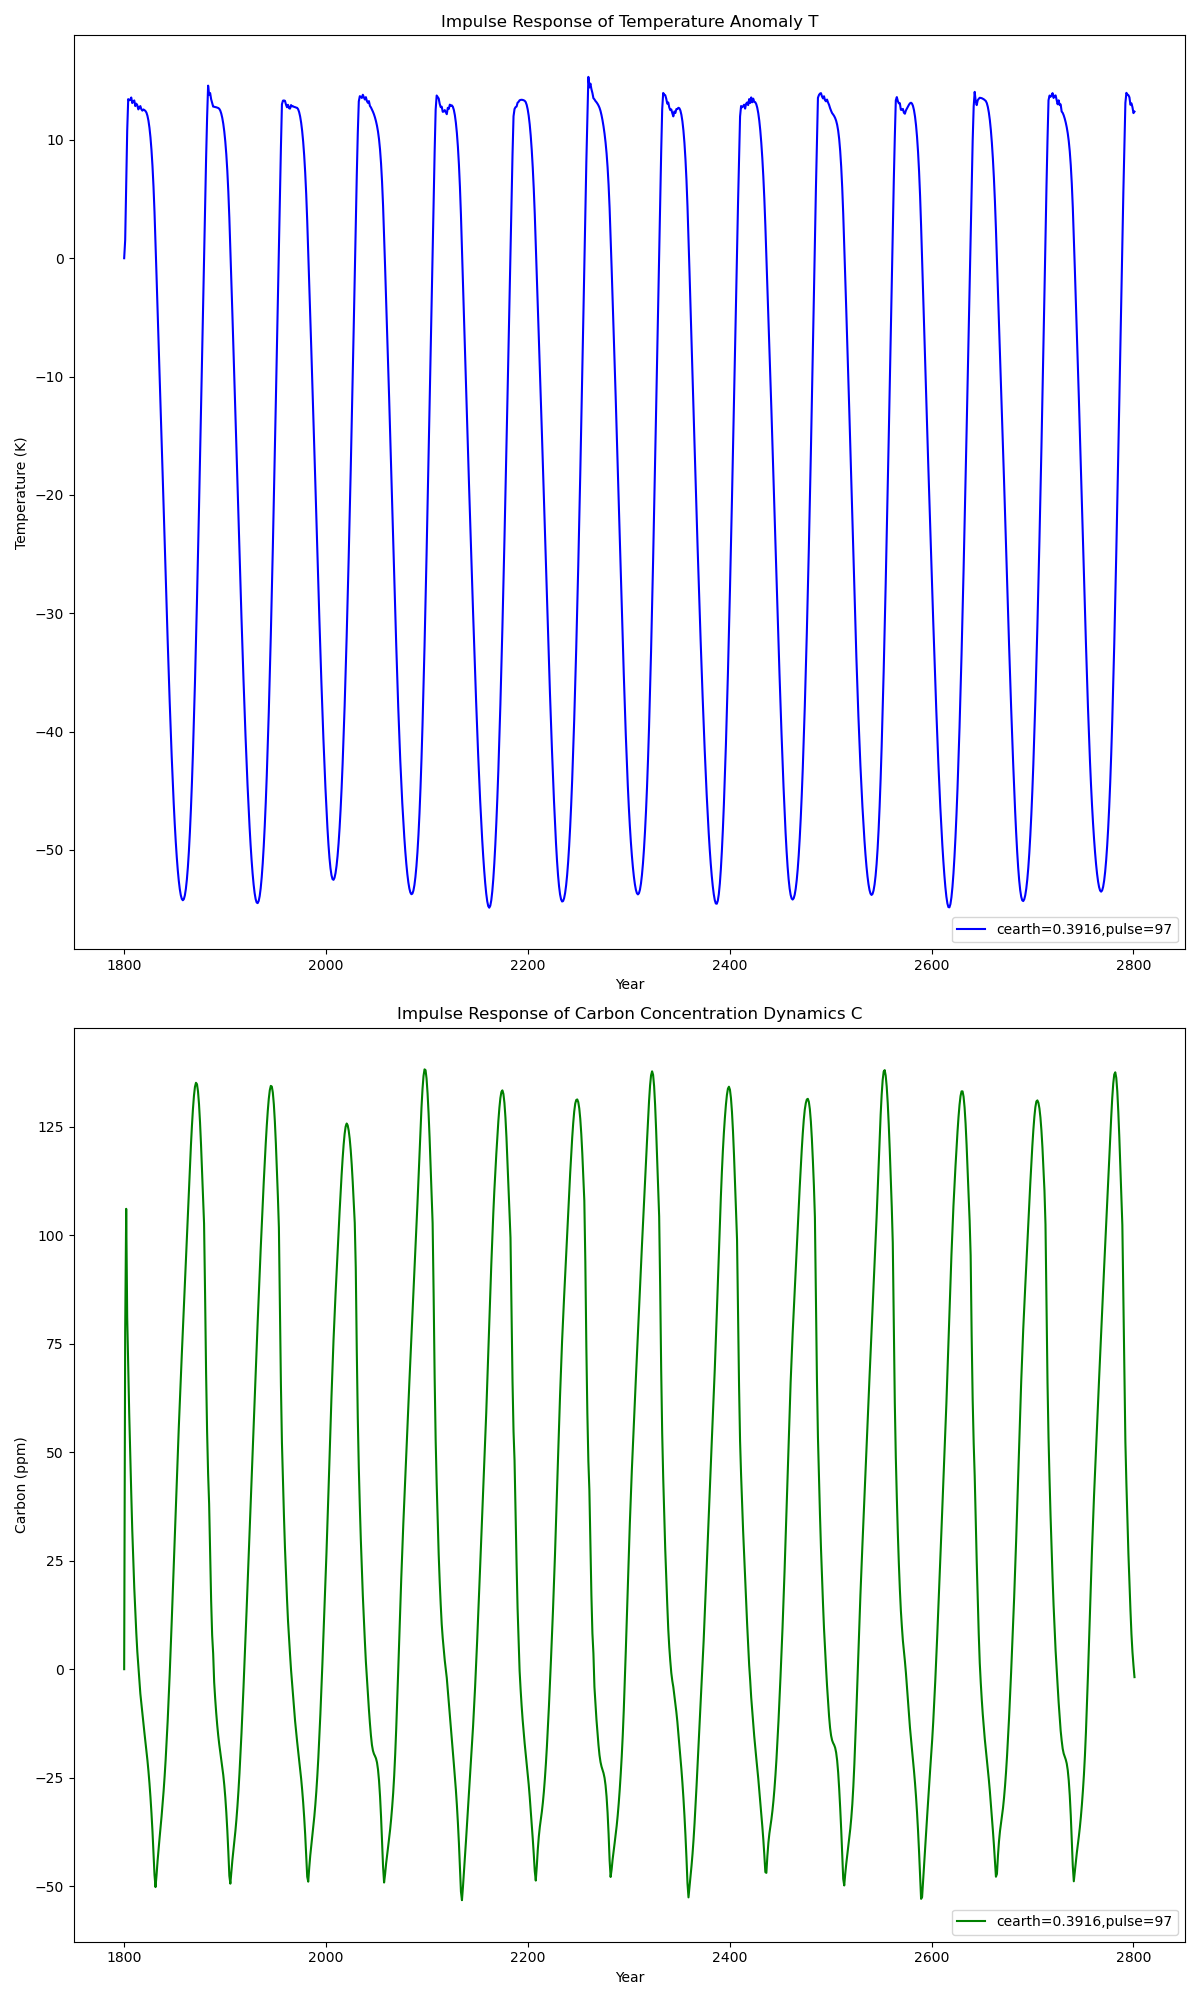 Impulse Response of Temperature Anomaly T
10
0
−10
−20
−30
−40
−50
Temperature (K)
cearth=0.3916,pulse=97
1800 2000 2200 2400 2600 2800
Year
Impulse Response of Carbon Concentration Dynamics C
125
100
75
50
25
0
−25
−50
Carbon (ppm)
cearth=0.3916,pulse=97
1800 2000 2200 2400 2600 2800
Year